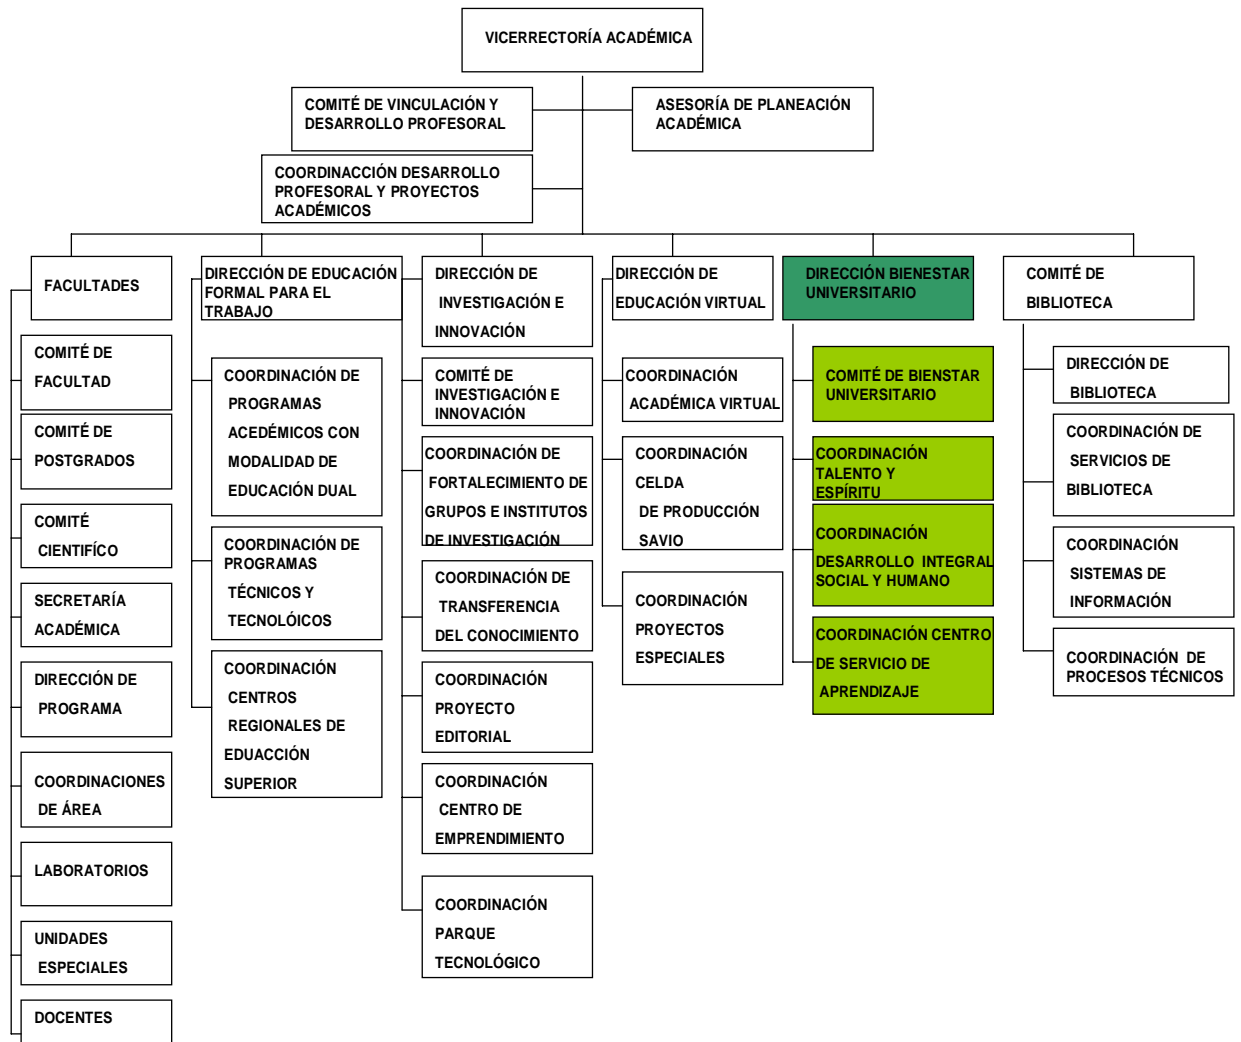 VICERRECTORÍA ACADÉMICA
COMITÉ DE VINCULACIÓN Y
DESARROLLO PROFESORAL
ASESORÍA DE PLANEACIÓN
ACADÉMICA
COORDINACCIÓN DESARROLLO
PROFESORAL Y PROYECTOS
ACADÉMICOS
FACULTADES
COMITÉ DE
FACULTAD
COMITÉ DE
POSTGRADOS
COMITÉ
CIENTIFÍCO
SECRETARÍA
ACADÉMICA
DIRECCIÓN DE
PROGRAMA
COORDINACIONES
DE ÁREA
LABORATORIOS
UNIDADES
ESPECIALES
DOCENTES
DIRECCIÓN DE EDUCACIÓN
FORMAL PARA EL
TRABAJO
COORDINACIÓN DE
PROGRAMAS
ACEDÉMICOS CON
MODALIDAD DE
EDUCACIÓN DUAL
COORDINACIÓN DE
PROGRAMAS
TÉCNICOS Y
TECNOLÓICOS
COORDINACIÓN
CENTROS
REGIONALES DE
EDUACCIÓN
SUPERIOR
DIRECCIÓN DE
INVESTIGACIÓN E
INNOVACIÓN
COMITÉ DE
INVESTIGACIÓN E
INNOVACIÓN
COORDINACIÓN DE
FORTALECIMIENTO DE
GRUPOS E INSTITUTOS
DE INVESTIGACIÓN
COORDINACIÓN DE
TRANSFERENCIA
DEL CONOCIMIENTO
COORDINACIÓN
PROYECTO
EDITORIAL
COORDINACIÓN
CENTRO DE
EMPRENDIMIENTO
COORDINACIÓN
PARQUE
TECNOLÓGICO
DIRECCIÓN DE
EDUCACIÓN VIRTUAL
COORDINACIÓN
ACADÉMICA VIRTUAL
COORDINACIÓN
CELDA
DE PRODUCCIÓN
SAVIO
COORDINACIÓN
PROYECTOS
ESPECIALES
DIRECCIÓN BIENESTAR
UNIVERSITARIO
COMITÉ DE BIENSTAR
UNIVERSITARIO
COORDINACIÓN
TALENTO Y
ESPÍRITU
COORDINACIÓN
DESARROLLO INTEGRAL
SOCIAL Y HUMANO
COORDINACIÓN CENTRO
DE SERVICIO DE
APRENDIZAJE
COMITÉ DE
BIBLIOTECA
DIRECCIÓN DE
BIBLIOTECA
COORDINACIÓN DE
SERVICIOS DE
BIBLIOTECA
COORDINACIÓN
SISTEMAS DE
INFORMACIÓN
COORDINACIÓN DE
PROCESOS TÉCNICOS